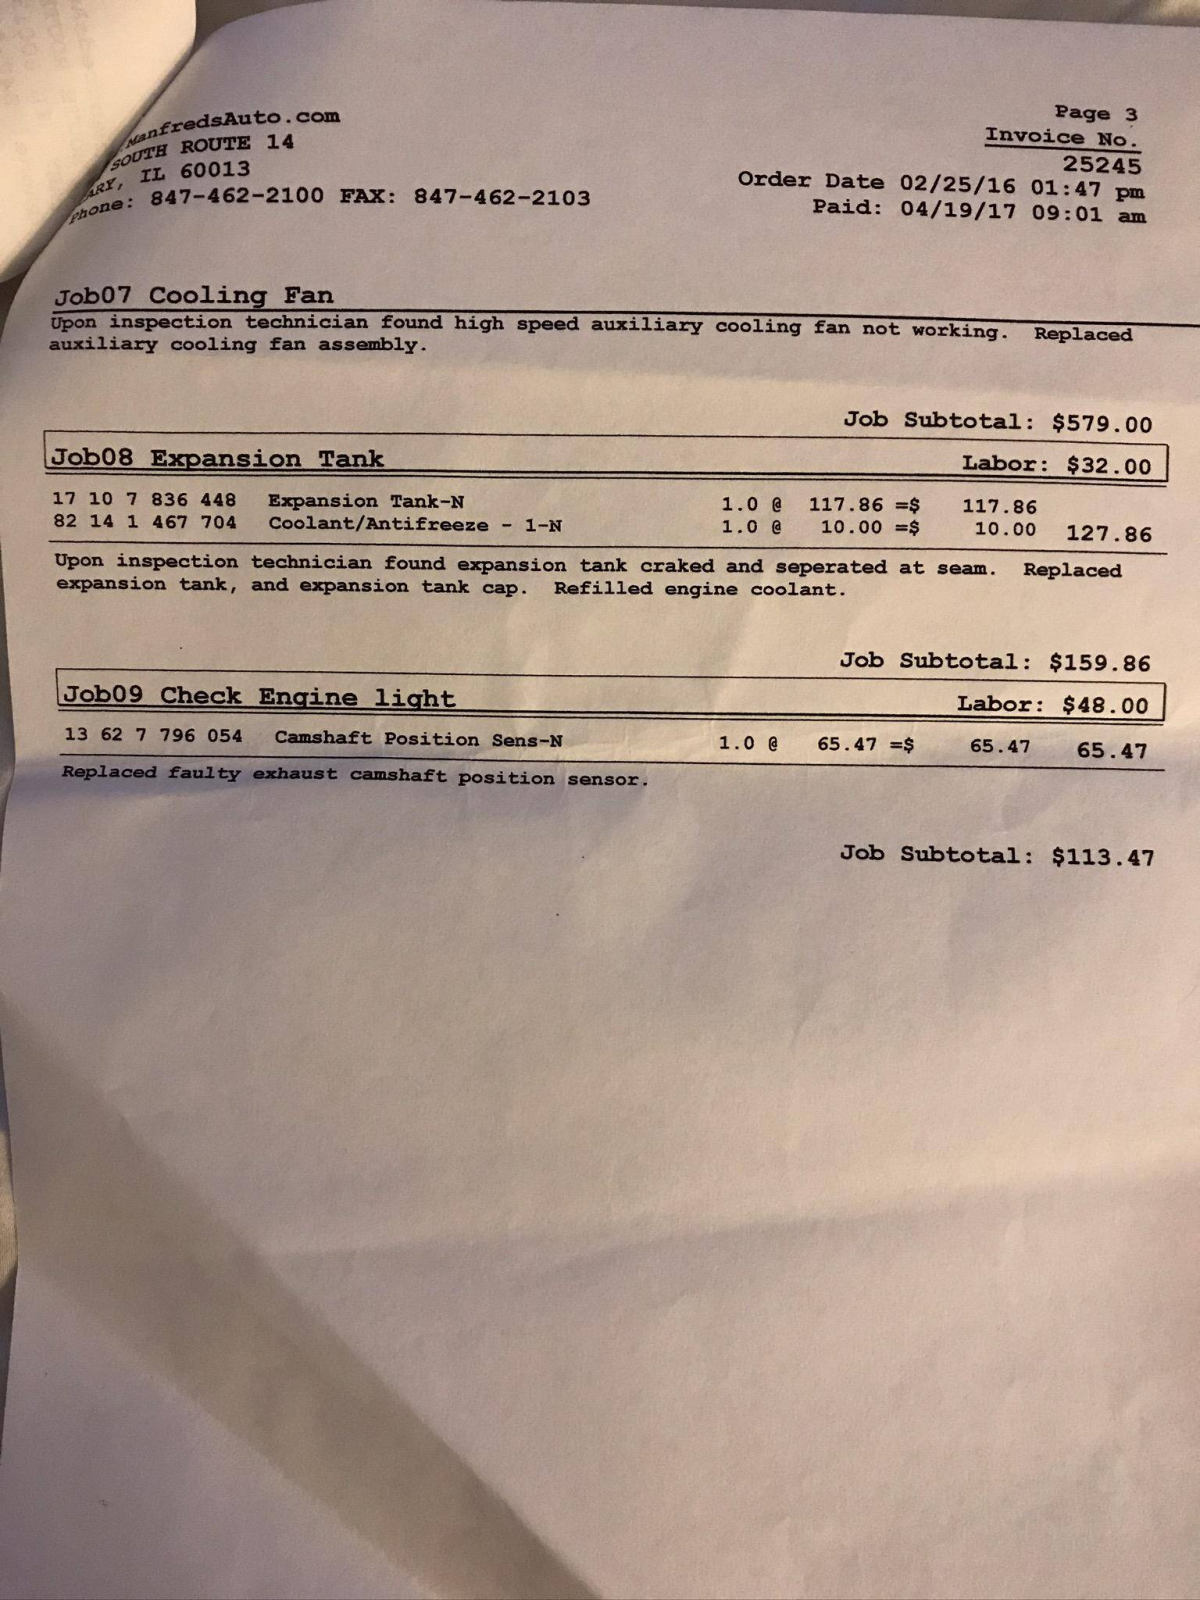 ManfredsAuto.com
SOUTH ROUTE 14
ARY, IL 60013
Phone: 847-462-2100 FAX: 847-462-2103
Page 3
Invoice No.
25245
Order Date 02/25/16 01:47 pm
Paid: 04/19/17 09:01 am
Job07 Cooling Fan
Upon inspection technician found high speed auxiliary cooling fan not working. Replaced
auxiliary cooling fan assembly.
Job Subtotal: $579.00
Job08 Expansion Tank Labor: $32.00
17 10 7 836 448 Expansion Tank-N 1.0 @ 117.86 =$ 117.86
82 14 1 467 704 Coolant/Antifreeze - 1-N 1.0 @ 10.00 =$ 10.00 127.86
Upon inspection technician found expansion tank craked and seperated at seam. Replaced
expansion tank, and expansion tank cap. Refilled engine coolant.
Job Subtotal: $159.86
Job09 Check Engine light Labor: $48.00
13 62 7 796 054 Camshaft Position Sens-N 1.0 @ 65.47 =$ 65.47 65.47
Replaced faulty exhaust camshaft position sensor.
Job Subtotal: $113.47